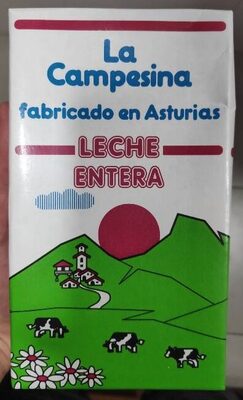 La
Campesina
fabricado en Asturias
LECHE
ENTERA